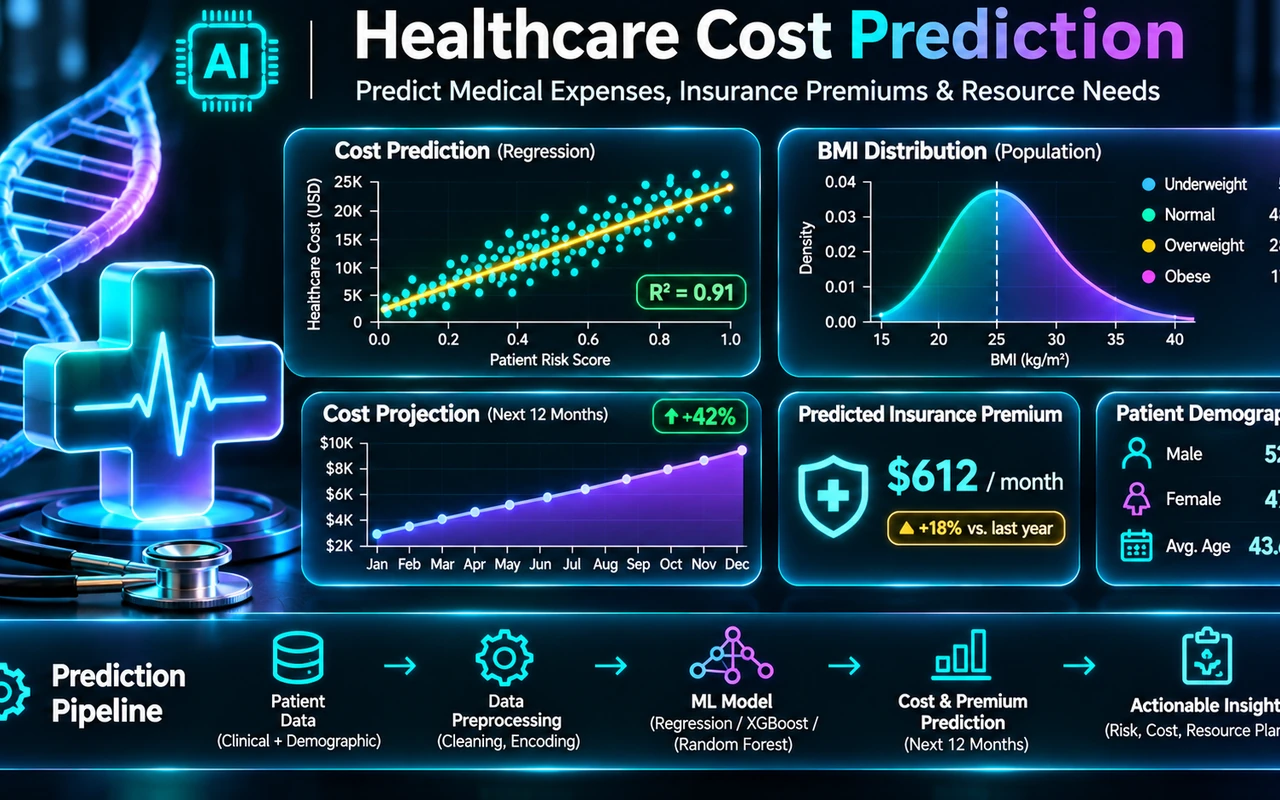 AI
Healthcare Cost Prediction
Predict Medical Expenses, Insurance Premiums & Resource Needs
Cost Prediction (Regression)
Healthcare Cost (USD)
25K
20K
15K
10K
5K
0
R² = 0.91
0.0 0.2 0.4 0.6 0.8 1.0
Patient Risk Score
BMI Distribution (Population)
Density
0.04
0.03
0.02
0.01
0.00
15 20 25 30 35 40
BMI (kg/m²)
Underweight
Normal
Overweight
Obese
Cost Projection (Next 12 Months)
+42%
$10K
$8K
$6K
$4K
$2K
Jan Feb Mar Apr May Jun Jul Aug Sep Oct Nov Dec
Predicted Insurance Premium
$612 / month
+18% vs. last year
Patient
Male
Female
Avg. Age
Prediction
Pipeline
Patient
Data
(Clinical + Demographic)
Data
Preprocessing
(Cleaning, Encoding)
ML Model
(Regression / XGBoost /
(Random Forest)
Cost & Premium
Prediction
(Next 12 Months)
Actionable Insight
(Risk, Cost, Resource